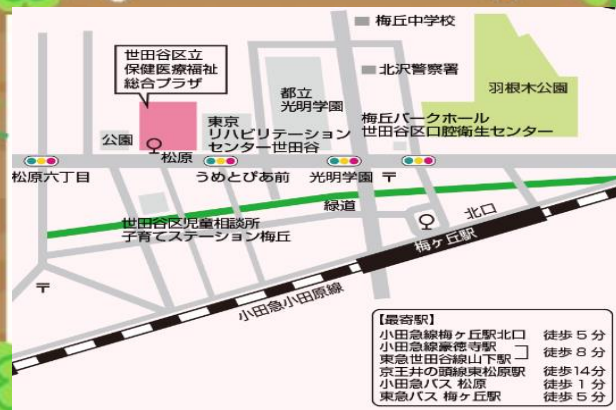 梅丘中学校
世田谷区立
保健医療福祉
総合プラザ
北沢警察署
羽根木公園
都立
光明学園
梅丘パークホール
世田谷区口腔衛生センター
東京
リハビリテーション
センター世田谷
公園
松原
松原六丁目
うめとぴあ前
光明学園
〒
緑道
北口
世田谷区児童相談所
子育てステーション梅丘
梅ヶ丘駅
〒
小田急小田原線
【最寄駅】
小田急線梅ヶ丘駅北口 徒歩5分
小田急線豪徳寺駅
東急世田谷線山下駅 徒歩8分
京王井の頭線東松原駅 徒歩14分
小田急バス 松原 徒歩1分
東急バス 梅ヶ丘駅 徒歩5分